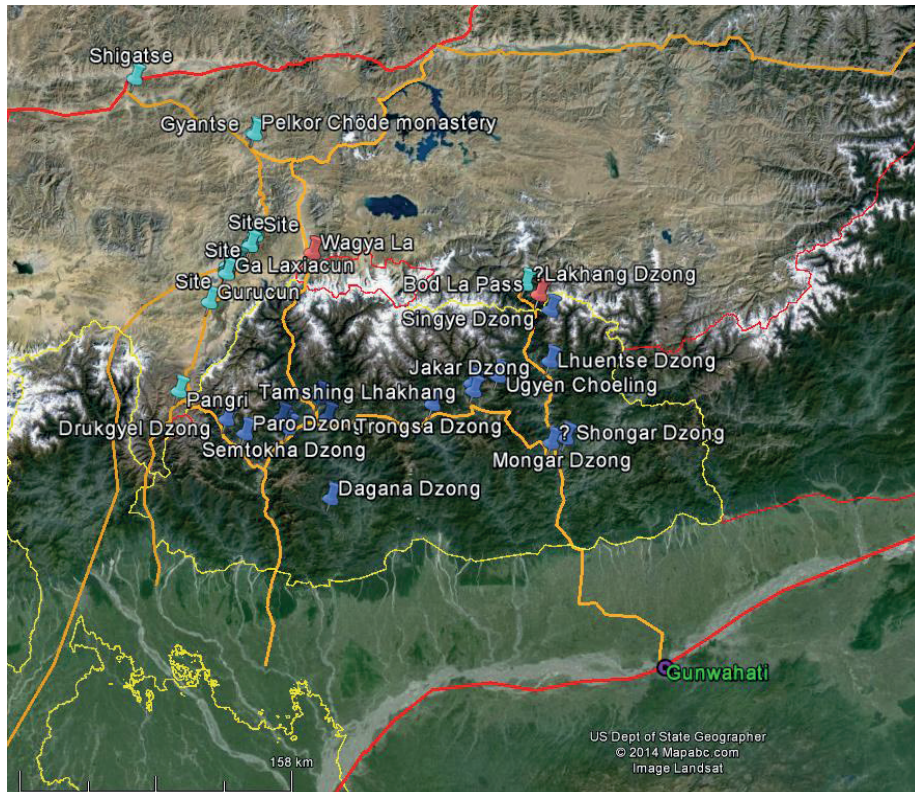 Shigatse
Gyantse
Pelkor Chöde monastery
Site
Site
Site
Wagya La
Ga Laxiacun
Site
Gurucun
Bod La Pass
?Lakhang Dzong
Singye Dzong
Jakar Dzong
Lhuentse Dzong
Ugyen Choeling
Pangri
Tamshing Lhakhang
Drukgyel Dzong
Paro Dzong
Trongsa Dzong
? Shongar Dzong
Semtokha Dzong
Mongar Dzong
Dagana Dzong
Gunwahati
US Dept of State Geographer
© 2014 Mapabc.com
Image Landsat
158 km